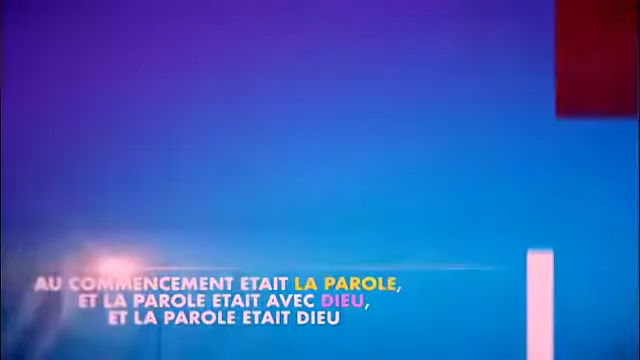 AU COMMENCEMENT ETAIT LA PAROLE,
ET LA PAROLE ETAIT AVEC DIEU,
ET LA PAROLE ETAIT DIEU